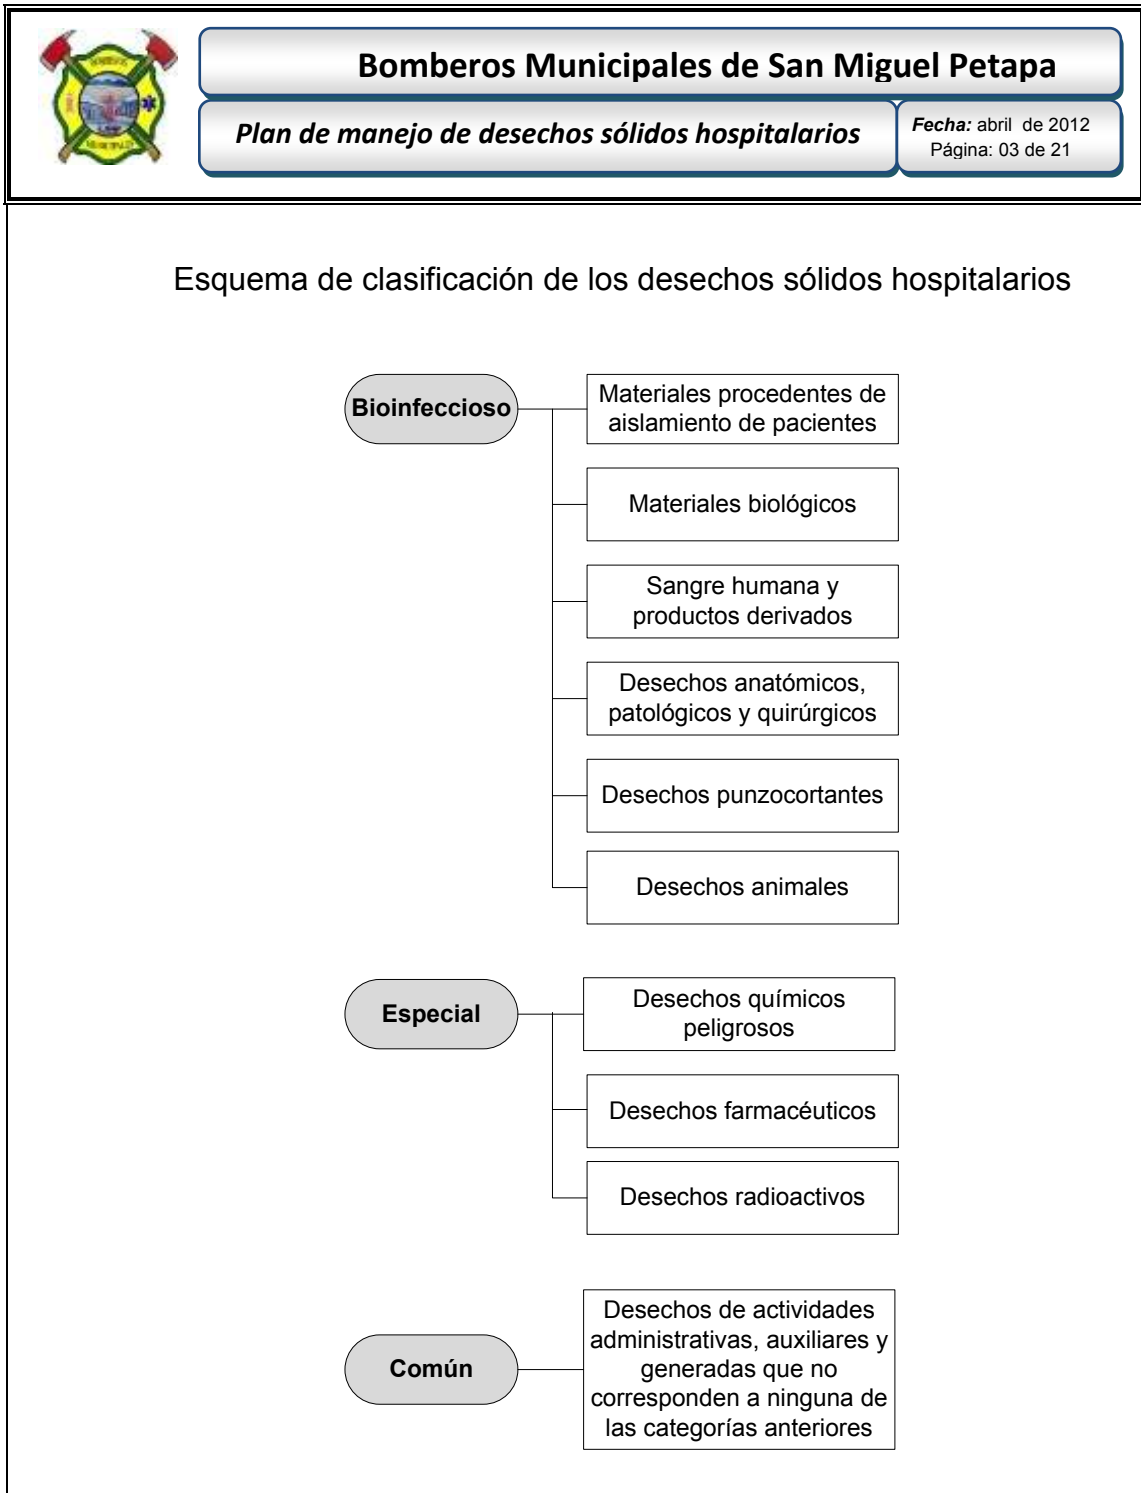 BOMBEROS
MUNICIPALES
Bomberos Municipales de San Miguel Petapa
Plan de manejo de desechos sólidos hospitalarios
Fecha: abril  de 2012
Página: 03 de 21
Esquema de clasificación de los desechos sólidos hospitalarios
Bioinfeccioso
Materiales procedentes de
aislamiento de pacientes
Materiales biológicos
Sangre humana y
productos derivados
Desechos anatómicos,
patológicos y quirúrgicos
Desechos punzocortantes
Desechos animales
Especial
Desechos químicos
peligrosos
Desechos farmacéuticos
Desechos radioactivos
Común
Desechos de actividades
administrativas, auxiliares y
generadas que no
corresponden a ninguna de
las categorías anteriores